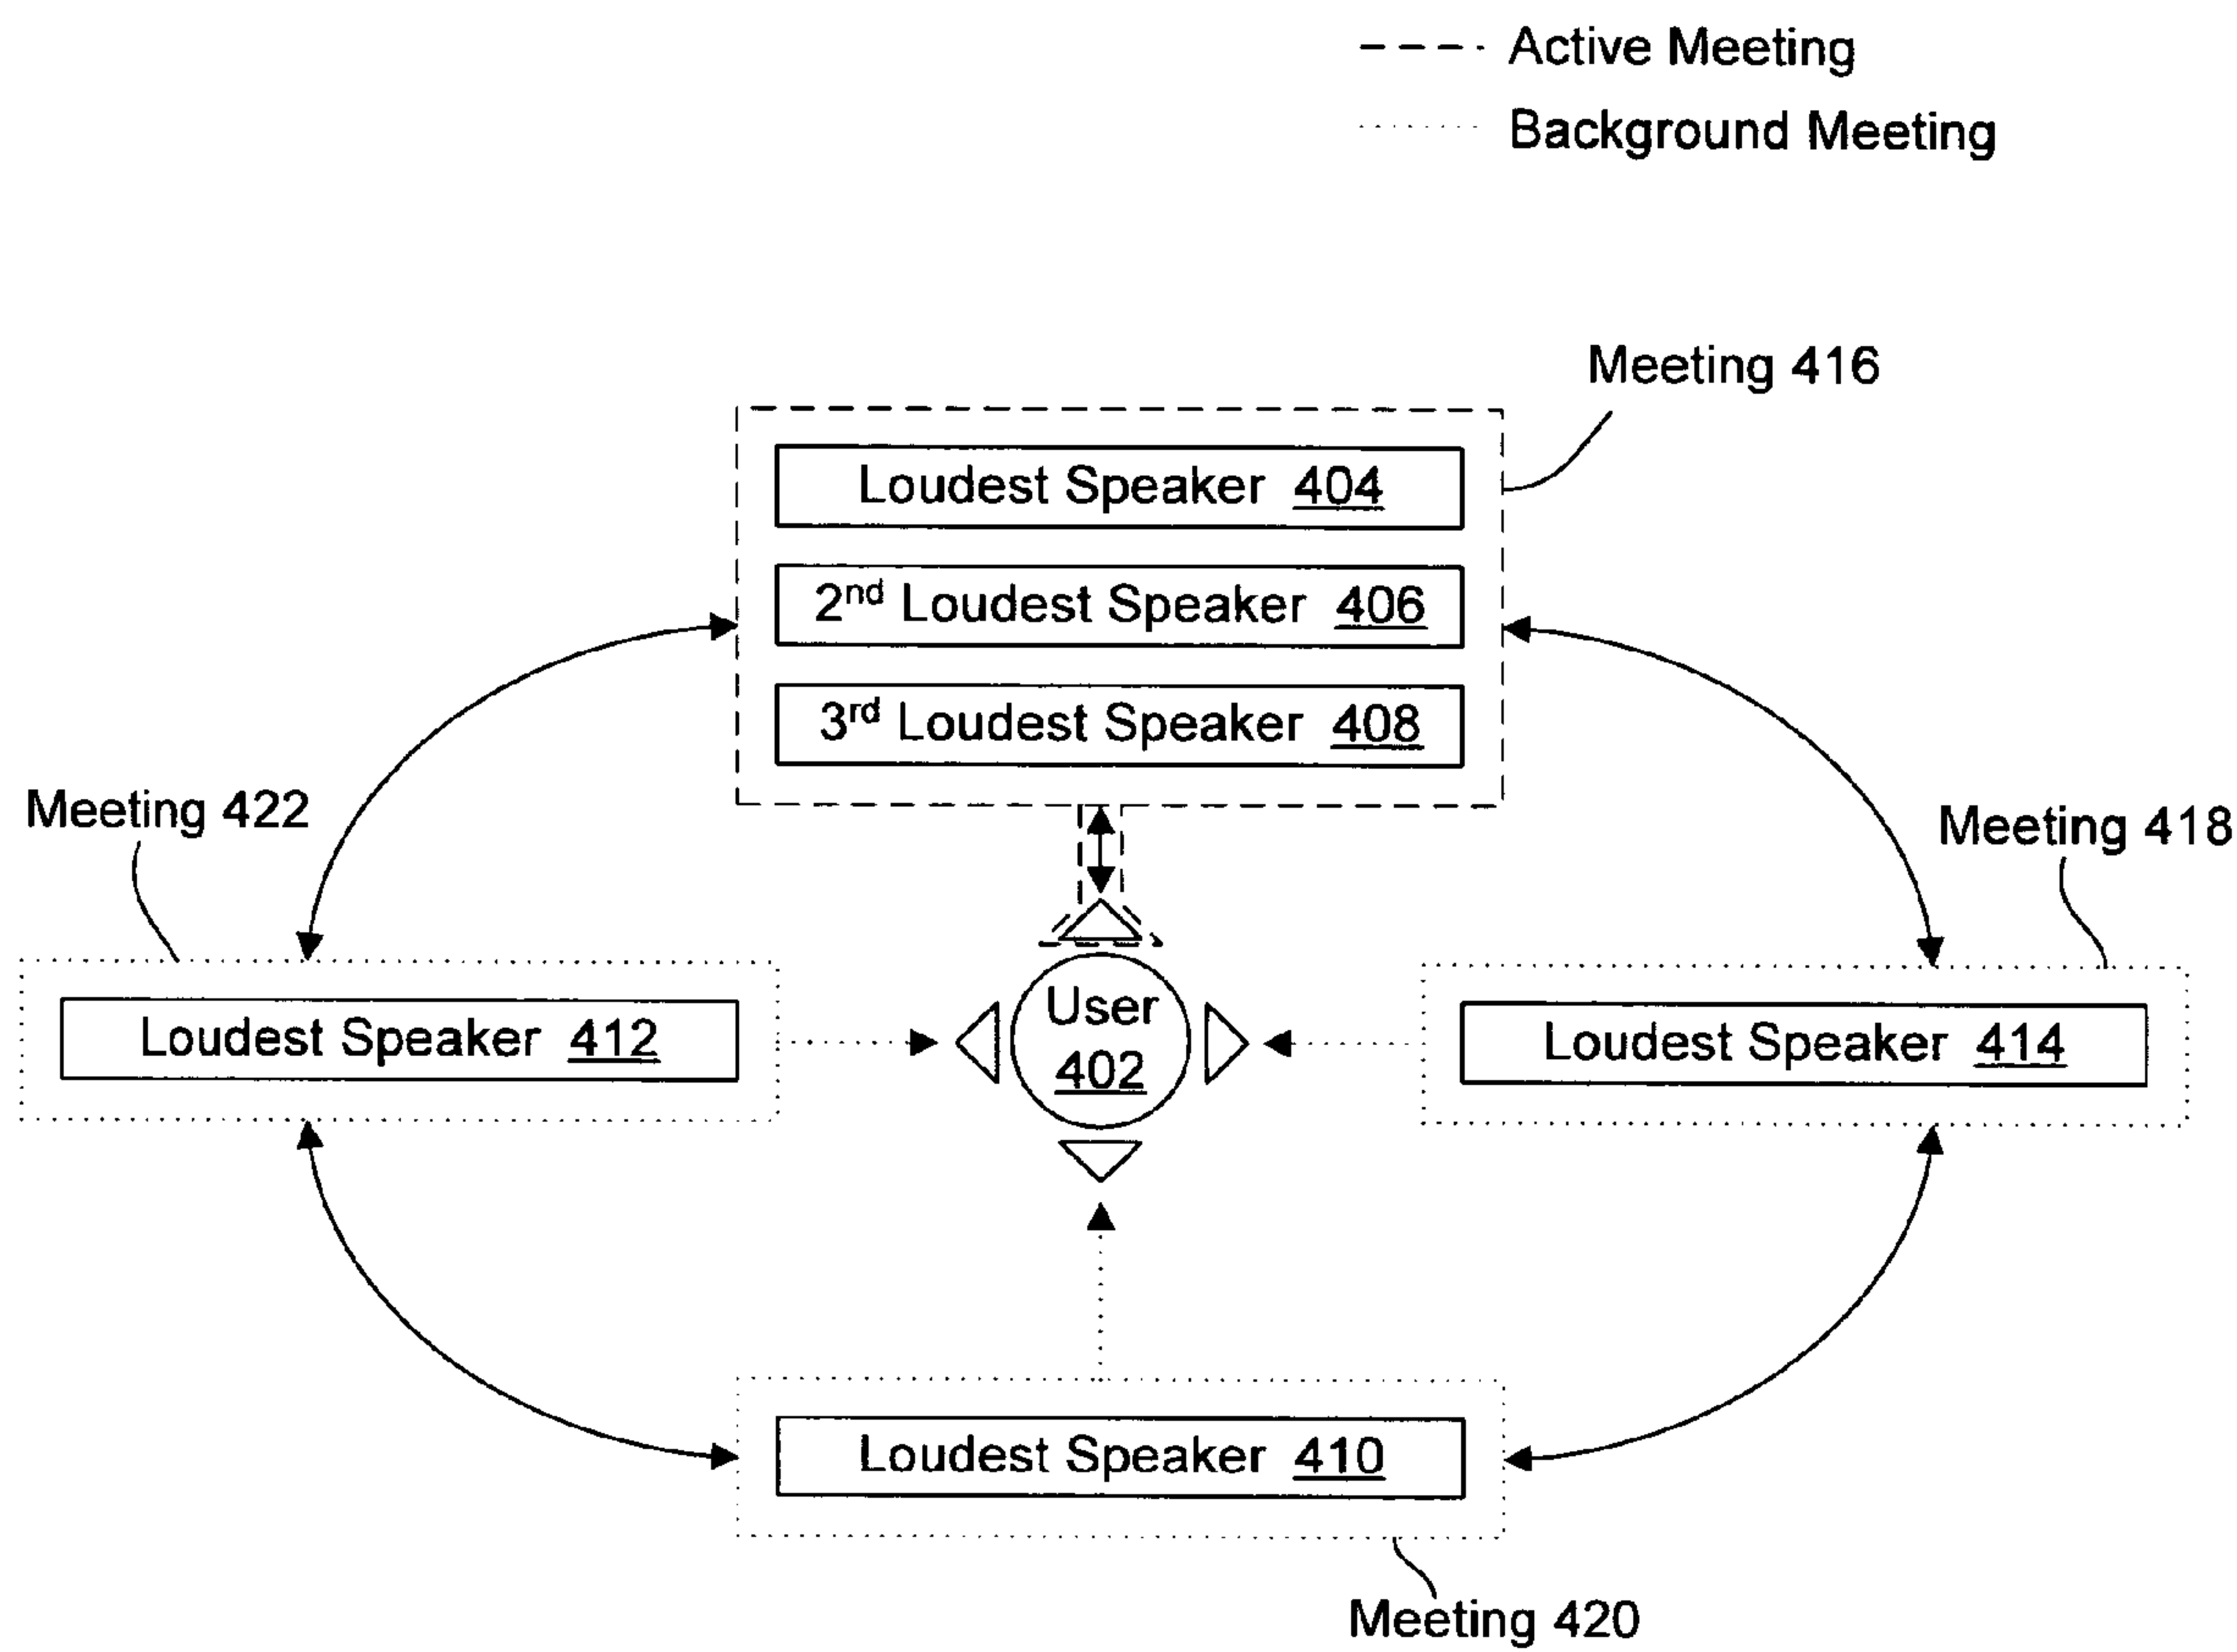 Active Meeting
Background Meeting
Meeting 416
Loudest Speaker 404
2nd Loudest Speaker 406
3rd Loudest Speaker 408
Meeting 422
Meeting 418
User
402
Loudest Speaker 412
Loudest Speaker 414
Loudest Speaker 410
Meeting 420